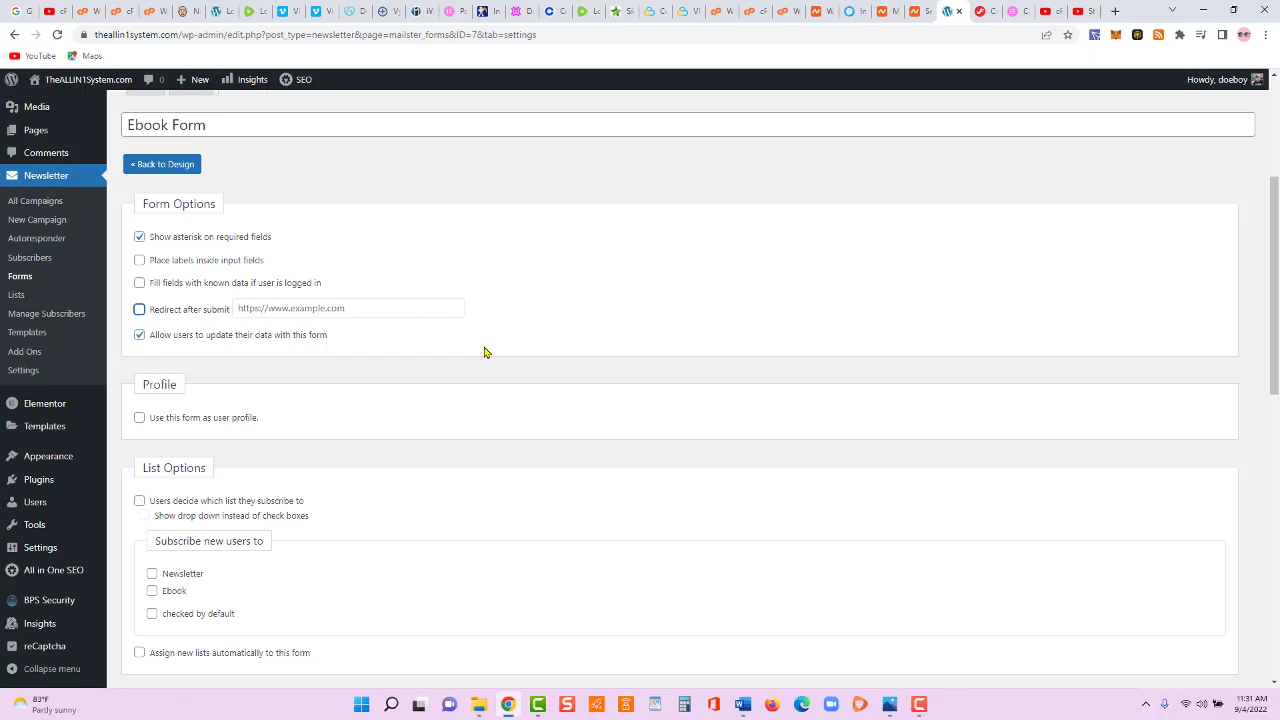 theallin1system.com/wp-admin/edit.php?post_type=newsletter&page=mailster_forms&ID=7&tab=settings
YouTube
Maps
TheALLIN1System.com
0
New
Insights
SEO
Howdy, doeboy
Media
Pages
Comments
Newsletter
All Campaigns
New Campaign
Autoresponder
Subscribers
Forms
Lists
Manage Subscribers
Templates
Add Ons
Settings
Elementor
Templates
Appearance
Plugins
Users
Tools
Settings
All in One SEO
BPS Security
Insights
reCaptcha
Collapse menu
Ebook Form
« Back to Design
Form Options
Show asterisk on required fields
Place labels inside input fields
Fill fields with known data if user is logged in
Redirect after submit https://www.example.com
Allow users to update their data with this form
Profile
Use this form as user profile.
List Options
Users decide which list they subscribe to
Show drop down instead of check boxes
Subscribe new users to
Newsletter
Ebook
checked by default
Assign new lists automatically to this form
83°F
Partly sunny
11:31 AM
9/4/2022